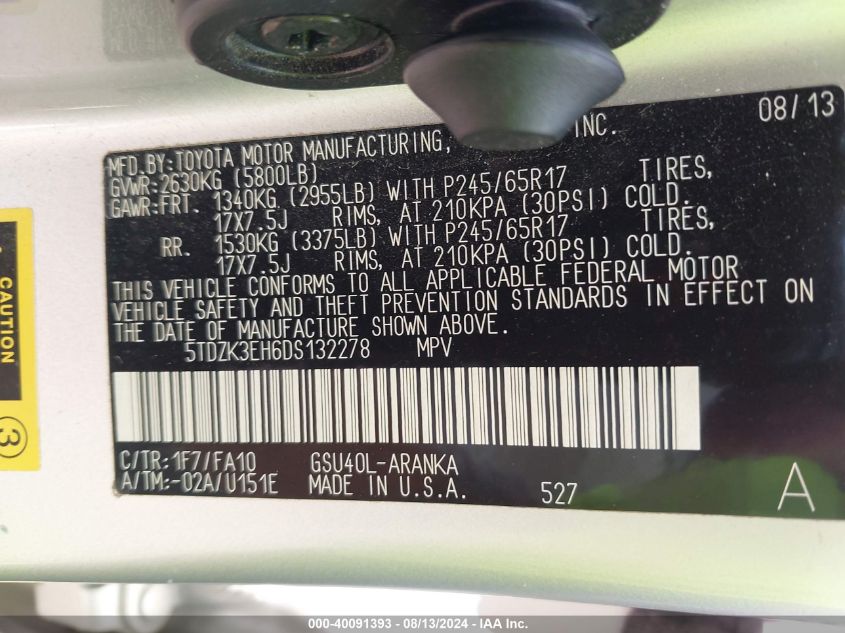 08/13
MFD.BY:TOYOTA MOTOR MANUFACTURING, INC.
GVWR:2630KG (5800LB)
GAWR:FRT. 1340KG (2955LB) WITH P245/65R17 TIRES,
17X7.5J RIMS, AT 210KPA (30PSI) COLD.
RR. 1530KG (3375LB) WITH P245/65R17 TIRES,
17X7.5J RIMS, AT 210KPA (30PSI) COLD.
THIS VEHICLE CONFORMS TO ALL APPLICABLE FEDERAL MOTOR
VEHICLE SAFETY AND THEFT PREVENTION STANDARDS IN EFFECT ON
THE DATE OF MANUFACTURE SHOWN ABOVE.
5TDZK3EH6DS132278 MPV
C/TR:1F7/FA10 GSU40L-ARANKA
A/TM:-02A/U151E MADE IN U.S.A. 527 A
CAUTION
3
000-40091393 - 08/13/2024 - IAA Inc.